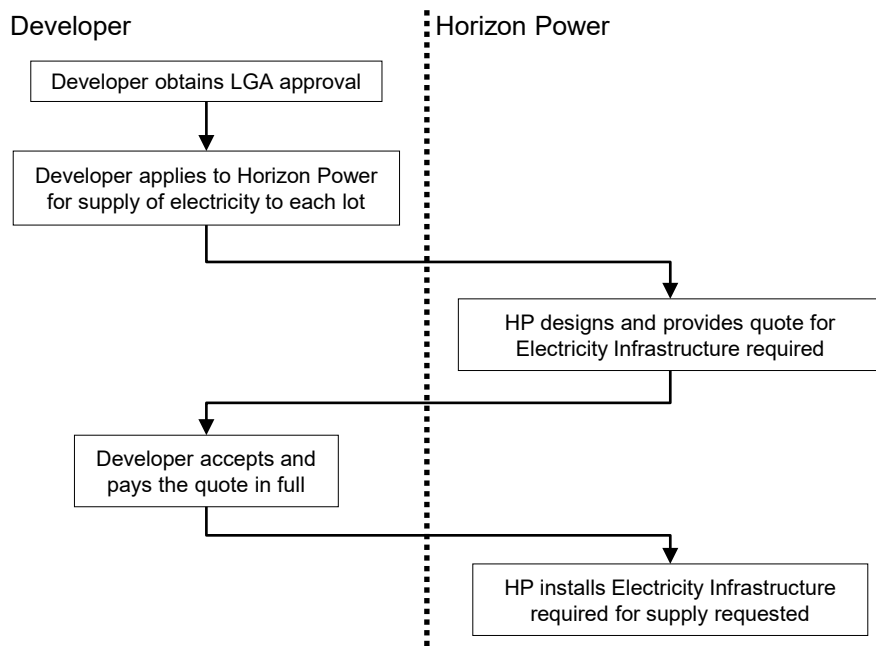 Developer
Horizon Power
Developer obtains LGA approval
Developer applies to Horizon Power
for supply of electricity to each lot
HP designs and provides quote for
Electricity Infrastructure required
Developer accepts and
pays the quote in full
HP installs Electricity Infrastructure
required for supply requested